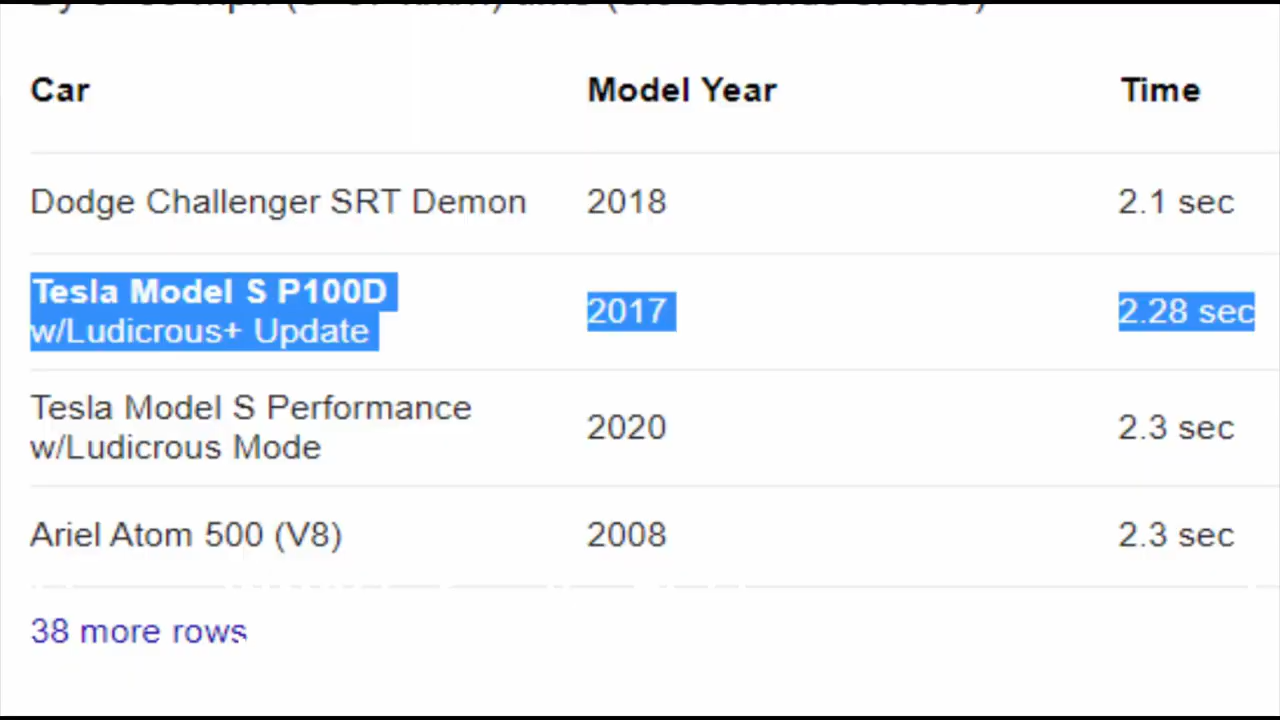 Car Model Year Time
Dodge Challenger SRT Demon 2018 2.1 sec
Tesla Model S P100D
w/Ludicrous+ Update 2017 2.28 sec
Tesla Model S Performance
w/Ludicrous Mode 2020 2.3 sec
Ariel Atom 500 (V8) 2008 2.3 sec
38 more rows